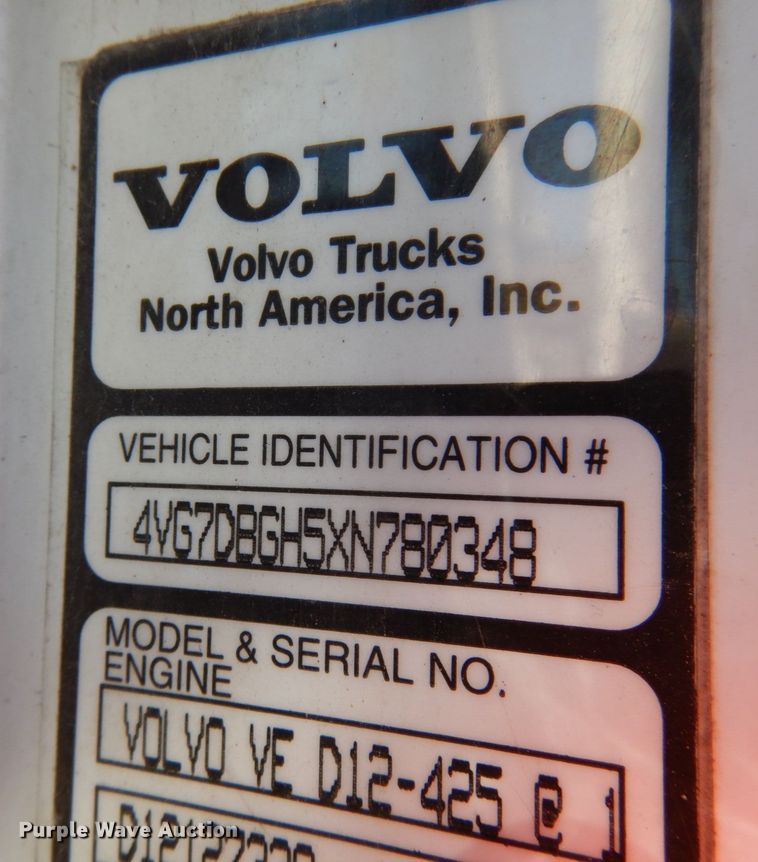 VOLVO
Volvo Trucks
North America, Inc.
VEHICLE IDENTIFICATION #
4VG7DBGH5XN780348
MODEL & SERIAL NO.
ENGINE
VOLVO VE D12-425 @ 1
Purple Wave Auction